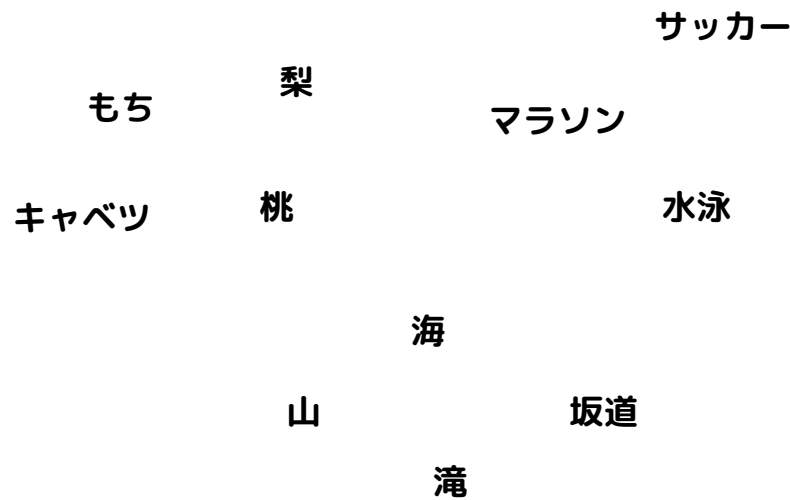 サッカー
梨
もち
マラソン
キャベツ
桃
水泳
海
山
坂道
滝